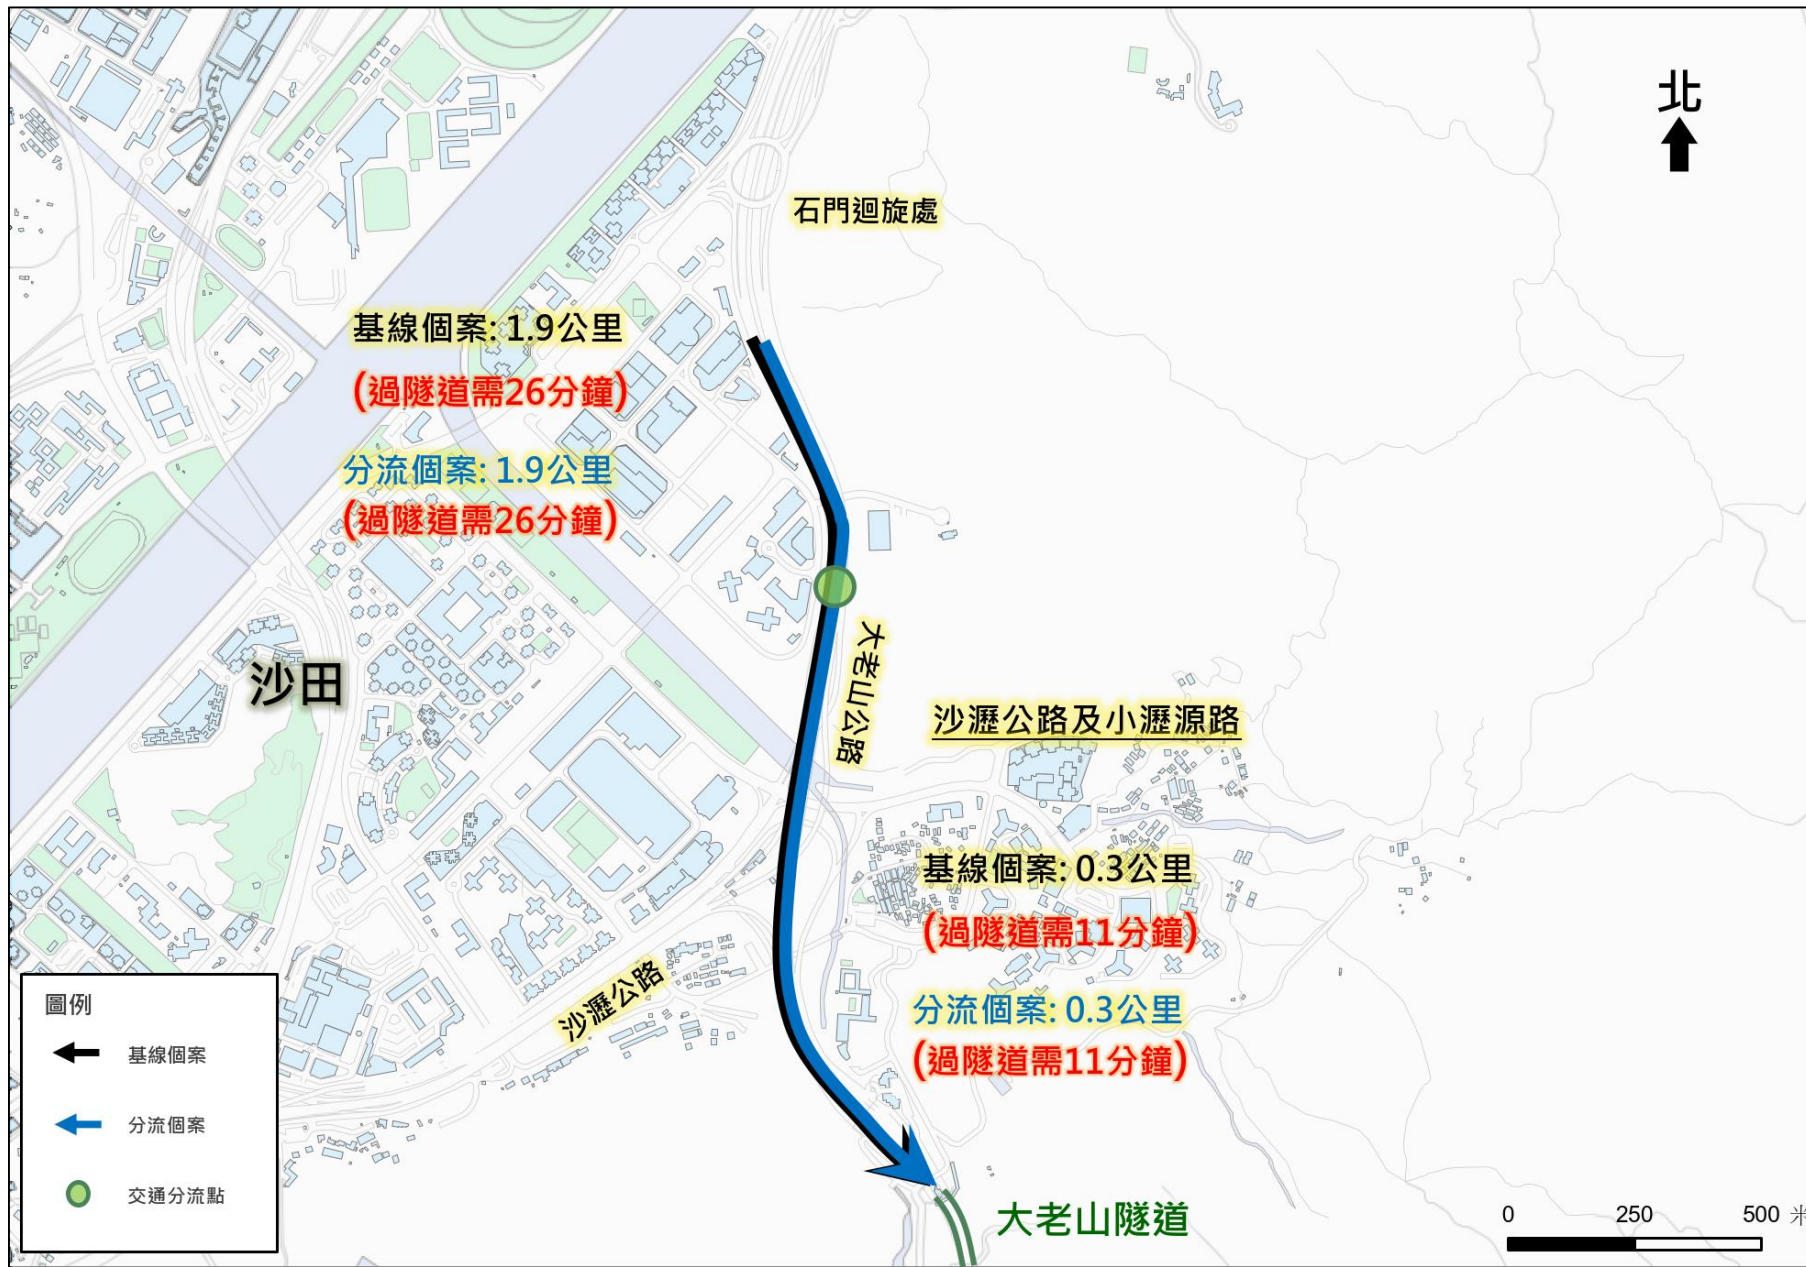 北
石門迴旋處
基線個案: 1.9公里
(過隧道需26分鐘)
分流個案: 1.9公里
(過隧道需26分鐘)
大老山公路
沙田
沙瀝公路及小瀝源路
基線個案: 0.3公里
(過隧道需11分鐘)
分流個案: 0.3公里
(過隧道需11分鐘)
沙瀝公路
圖例
基線個案
分流個案
交通分流點
大老山隧道
0 250 500 米